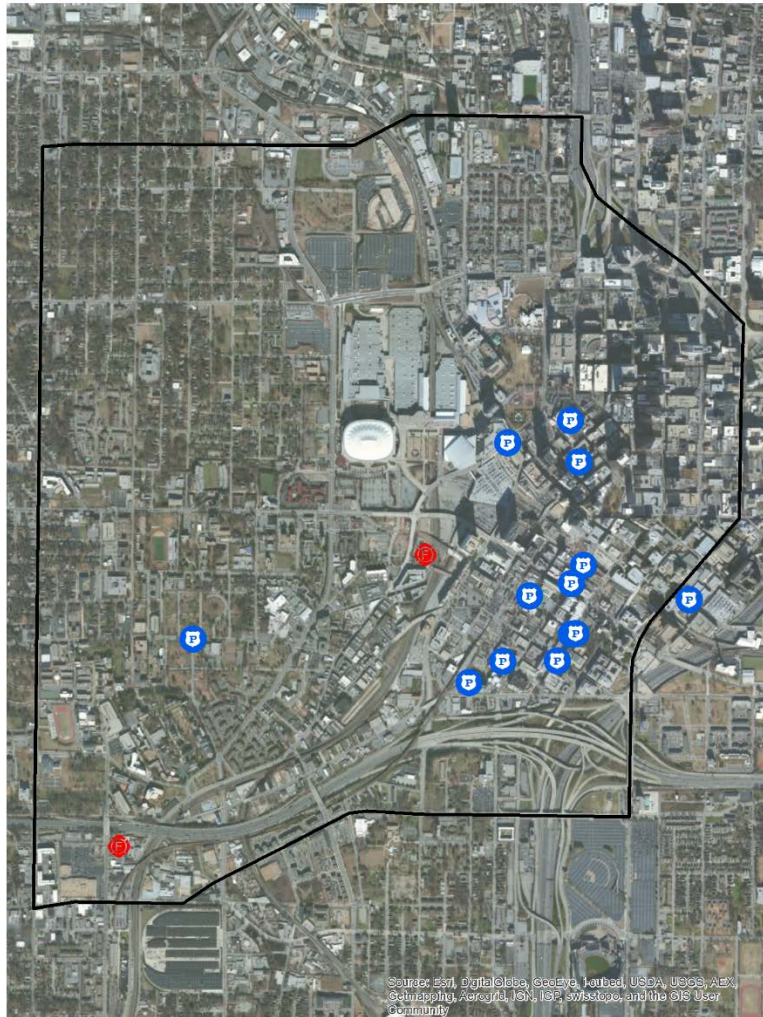 P
P
P
F
P
P
P
P
P
P
P
P
P
F
Source: Esri, DigitalGlobe, GeoEye, i-cubed, USDA, USGS, AEX,
Getmapping, Aerogrid, IGN, IGP, swisstopo, and the GIS User
Community